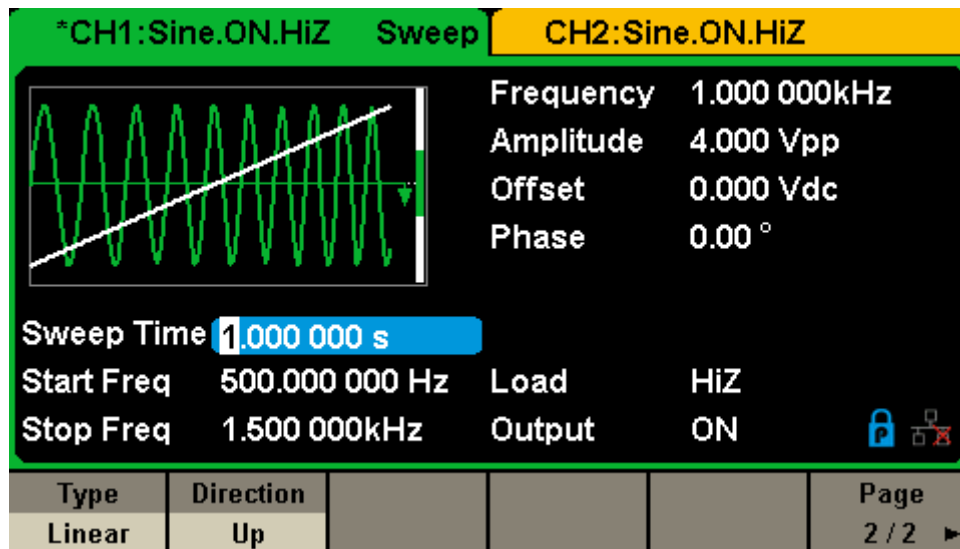 *CH1:Sine.ON.HiZ Sweep
CH2:Sine.ON.HiZ
Frequency 1.000 000kHz
Amplitude 4.000 Vpp
Offset 0.000 Vdc
Phase 0.00 °
Sweep Time 1.000 000 s
Start Freq 500.000 000 Hz
Load HiZ
Stop Freq 1.500 000kHz
Output ON
P
Type
Linear
Direction
Up
Page
2 / 2